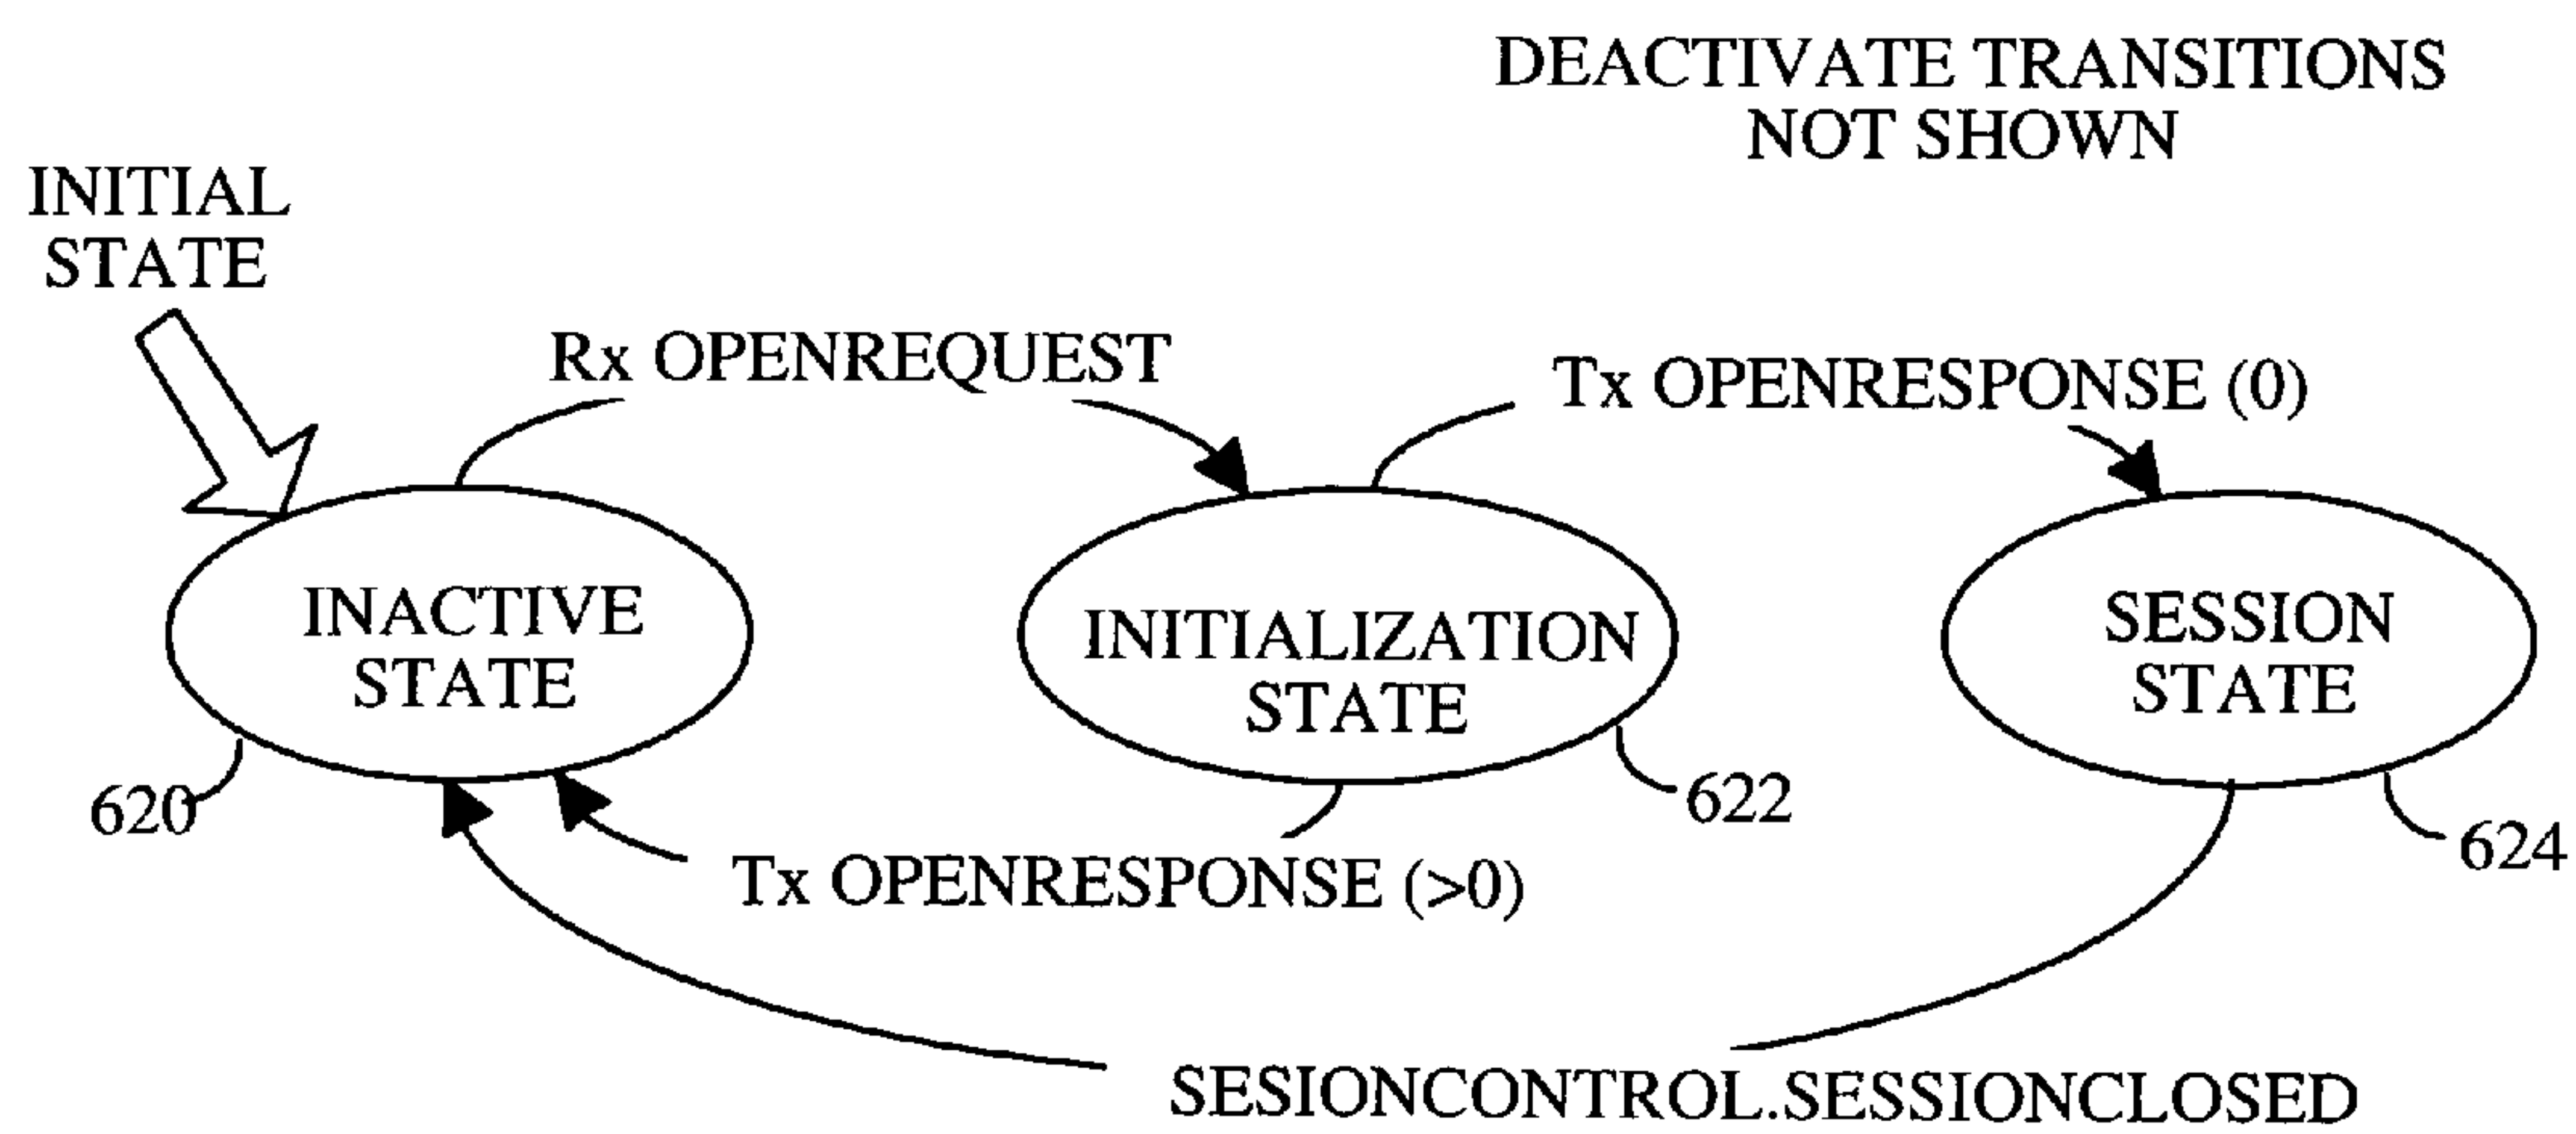 DEACTIVATE TRANSITIONS
NOT SHOWN
INITIAL
STATE
Rx OPENREQUEST
Tx OPENRESPONSE (0)
INACTIVE
STATE
INITIALIZATION
STATE
SESSION
STATE
620
622
624
Tx OPENRESPONSE (>0)
SESIONCONTROL.SESSIONCLOSED